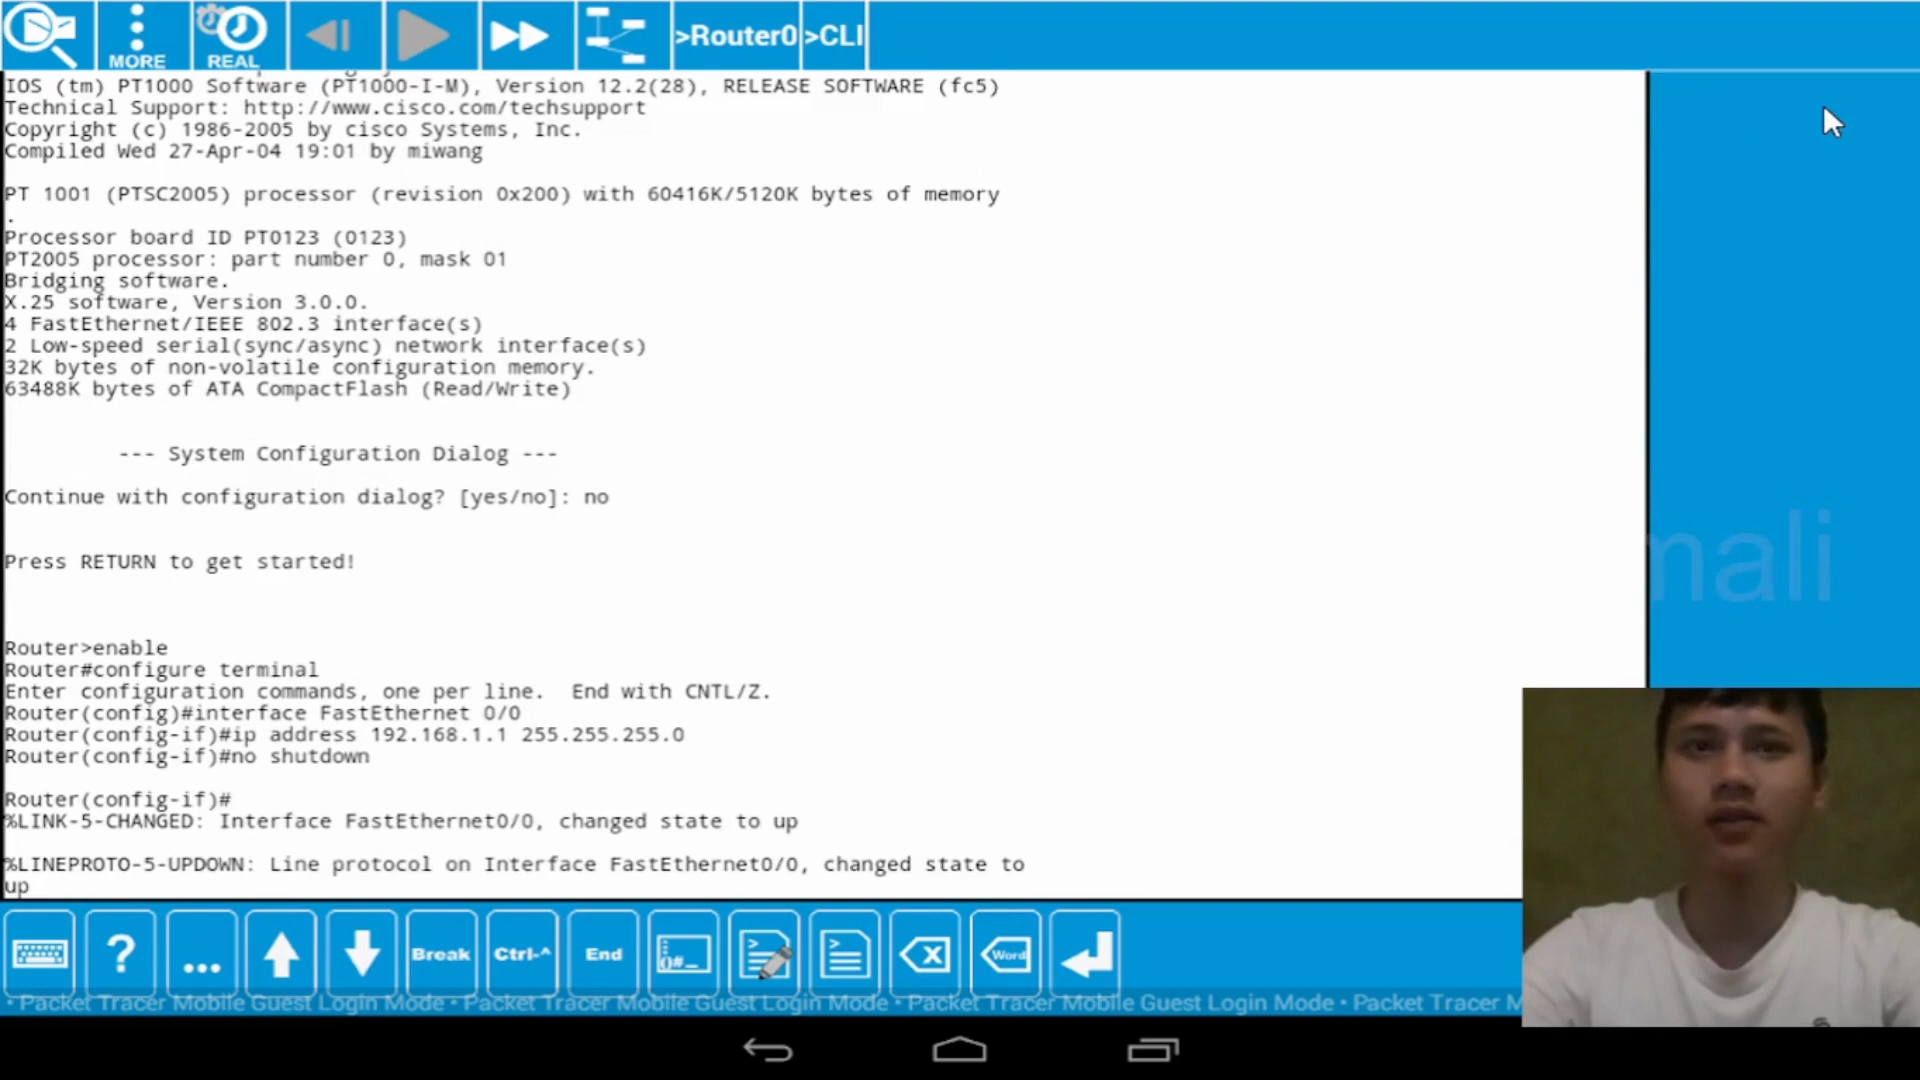 MORE
REAL
>Router0
>CLI
IOS (tm) PT1000 Software (PT1000-I-M), Version 12.2(28), RELEASE SOFTWARE (fc5)
Technical Support: http://www.cisco.com/techsupport
Copyright (c) 1986-2005 by cisco Systems, Inc.
Compiled Wed 27-Apr-04 19:01 by miwang
PT 1001 (PTSC2005) processor (revision 0x200) with 60416K/5120K bytes of memory
.
Processor board ID PT0123 (0123)
PT2005 processor: part number 0, mask 01
Bridging software.
X.25 software, Version 3.0.0.
4 FastEthernet/IEEE 802.3 interface(s)
2 Low-speed serial(sync/async) network interface(s)
32K bytes of non-volatile configuration memory.
63488K bytes of ATA CompactFlash (Read/Write)
--- System Configuration Dialog ---
Continue with configuration dialog? [yes/no]: no
Press RETURN to get started!
mali
Router>enable
Router#configure terminal
Enter configuration commands, one per line.  End with CNTL/Z.
Router(config)#interface FastEthernet 0/0
Router(config-if)#ip address 192.168.1.1 255.255.255.0
Router(config-if)#no shutdown
Router(config-if)#
%LINK-5-CHANGED: Interface FastEthernet0/0, changed state to up
%LINEPROTO-5-UPDOWN: Line protocol on Interface FastEthernet0/0, changed state to
up
? ... Break Ctrl-^ End ()#_ > > X Word
• Packet Tracer Mobile Guest Login Mode • Packet Tracer Mobile Guest Login Mode • Packet Tracer Mobile Guest Login Mode • Packet Tracer M